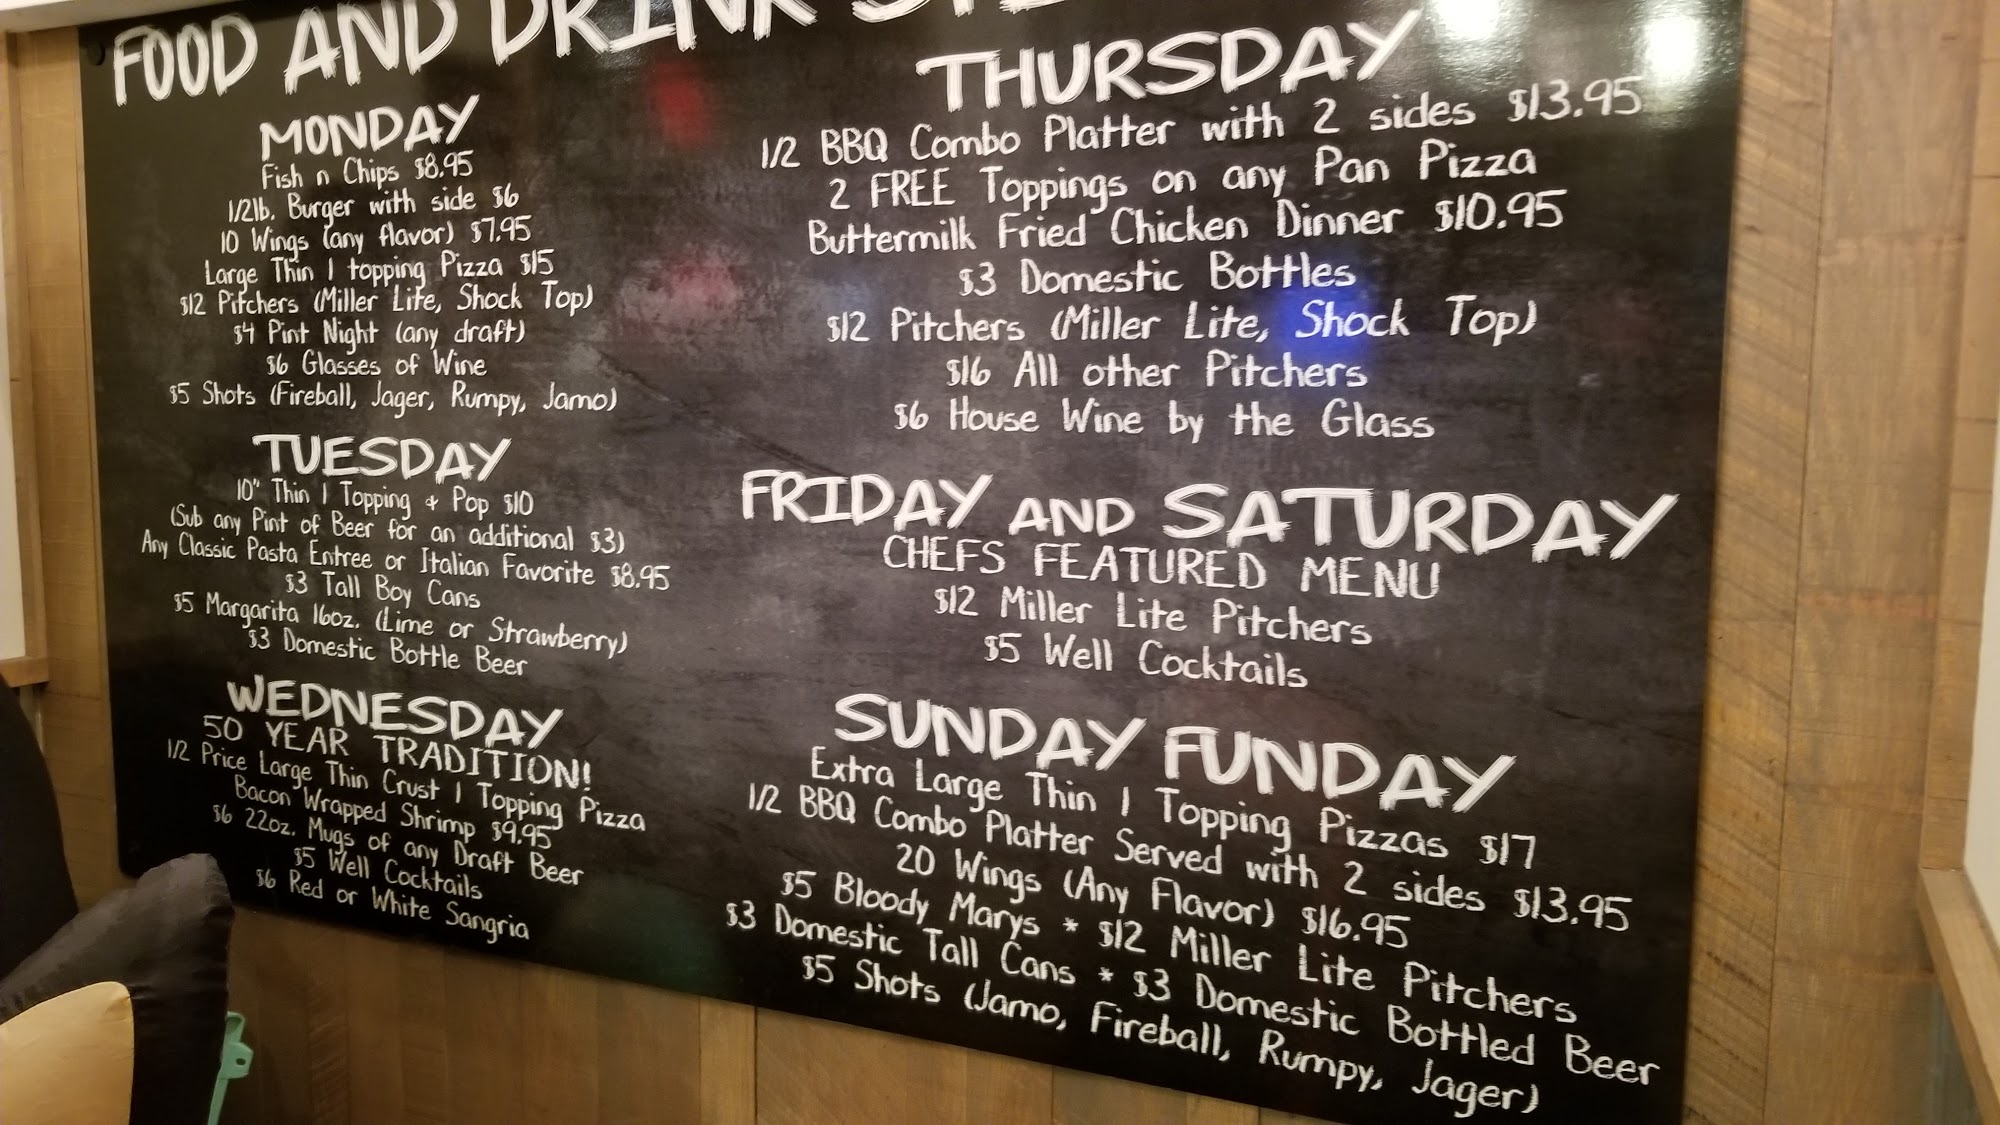 FOOD AND DRINK
MONDAY
Fish n Chips $8.95
1/2lb. Burger with side $6
10 Wings (any flavor) $7.95
Large Thin 1 topping Pizza $15
$12 Pitchers (Miller Lite, Shock Top)
$4 Pint Night (any draft)
$6 Glasses of Wine
$5 Shots (Fireball, Jager, Rumpy, Jamo)
TUESDAY
10" Thin 1 Topping + Pop $10
(Sub any Pint of Beer for an additional $3)
Any Classic Pasta Entree or Italian Favorite $8.95
$3 Tall Boy Cans
$5 Margarita 16oz. (Lime or Strawberry)
$3 Domestic Bottle Beer
WEDNESDAY
50 YEAR TRADITION!
1/2 Price Large Thin Crust 1 Topping Pizza
Bacon Wrapped Shrimp $9.95
$6 22oz. Mugs of any Draft Beer
$5 Well Cocktails
$6 Red or White Sangria
THURSDAY
1/2 BBQ Combo Platter with 2 sides $13.95
2 FREE Toppings on any Pan Pizza
Buttermilk Fried Chicken Dinner $10.95
$3 Domestic Bottles
$12 Pitchers (Miller Lite, Shock Top)
$16 All other Pitchers
$6 House Wine by the Glass
FRIDAY AND SATURDAY
CHEFS FEATURED MENU
$12 Miller Lite Pitchers
$5 Well Cocktails
SUNDAY FUNDAY
Extra Large Thin 1 Topping Pizzas $17
1/2 BBQ Combo Platter Served with 2 sides $13.95
20 Wings (Any Flavor) $16.95
$5 Bloody Marys * $12 Miller Lite Pitchers
$3 Domestic Tall Cans * $3 Domestic Bottled Beer
$5 Shots (Jamo, Fireball, Rumpy, Jager)